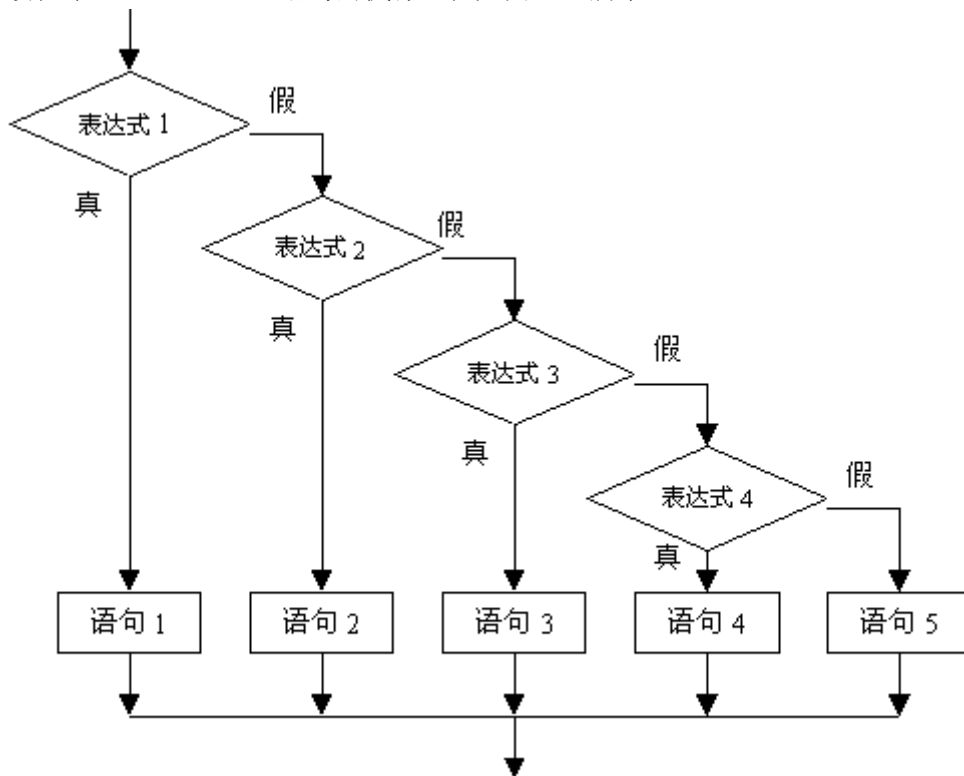 假
表达式 1
真
假
表达式 2
真
假
表达式 3
真
假
表达式 4
真
语句 1
语句 2
语句 3
语句 4
语句 5